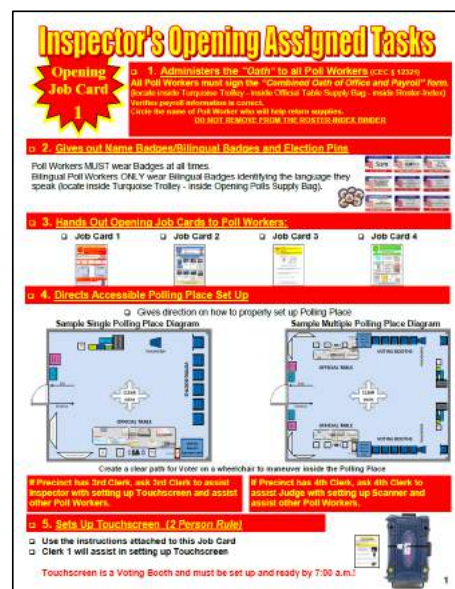 Inspector's Opening Assigned Tasks
Opening
Job Card
1
1. Administers the "Oath" to all Poll Workers (CEC § 12321)
All Poll Workers must sign the "Combined Oath of Office and Payroll" form.
(locate inside Turquoise Trolley - inside Official Table Supply Bag - inside Roster-Index)
Verifies payroll information is correct.
Circle the name of Poll Worker who will help return supplies.
DO NOT REMOVE FROM THE ROSTER-INDEX BINDER
2. Gives out Name Badges/Bilingual Badges and Election Pins
Poll Workers MUST wear Badges at all times.
Bilingual Poll Workers ONLY wear Bilingual Badges identifying the language they
speak (locate inside Turquoise Trolley - inside Opening Polls Supply Bag).
3. Hands Out Opening Job Cards to Poll Workers:
Job Card 1
Job Card 2
Job Card 3
Job Card 4
4. Directs Accessible Polling Place Set Up
Gives direction on how to properly set up Polling Place
Sample Single Polling Place Diagram
Sample Multiple Polling Place Diagram
VOTING BOOTHS
OFFICIAL TABLE
CLEAR
OFFICIAL TABLE
VOTING BOOTHS
CLEAR
VOTING BOOTHS
Create a clear path for Voter on a wheelchair to maneuver inside the Polling Place
If Precinct has 3rd Clerk, ask 3rd Clerk to assist
Inspector with setting up Touchscreen and assist
other Poll Workers.
If Precinct has 4th Clerk, ask 4th Clerk to
assist Judge with setting up Scanner and
assist other Poll Workers.
5. Sets Up Touchscreen (2 Person Rule)
Use the instructions attached to this Job Card
Clerk 1 will assist in setting up Touchscreen
Touchscreen is a Voting Booth and must be set up and ready by 7:00 a.m.!
1